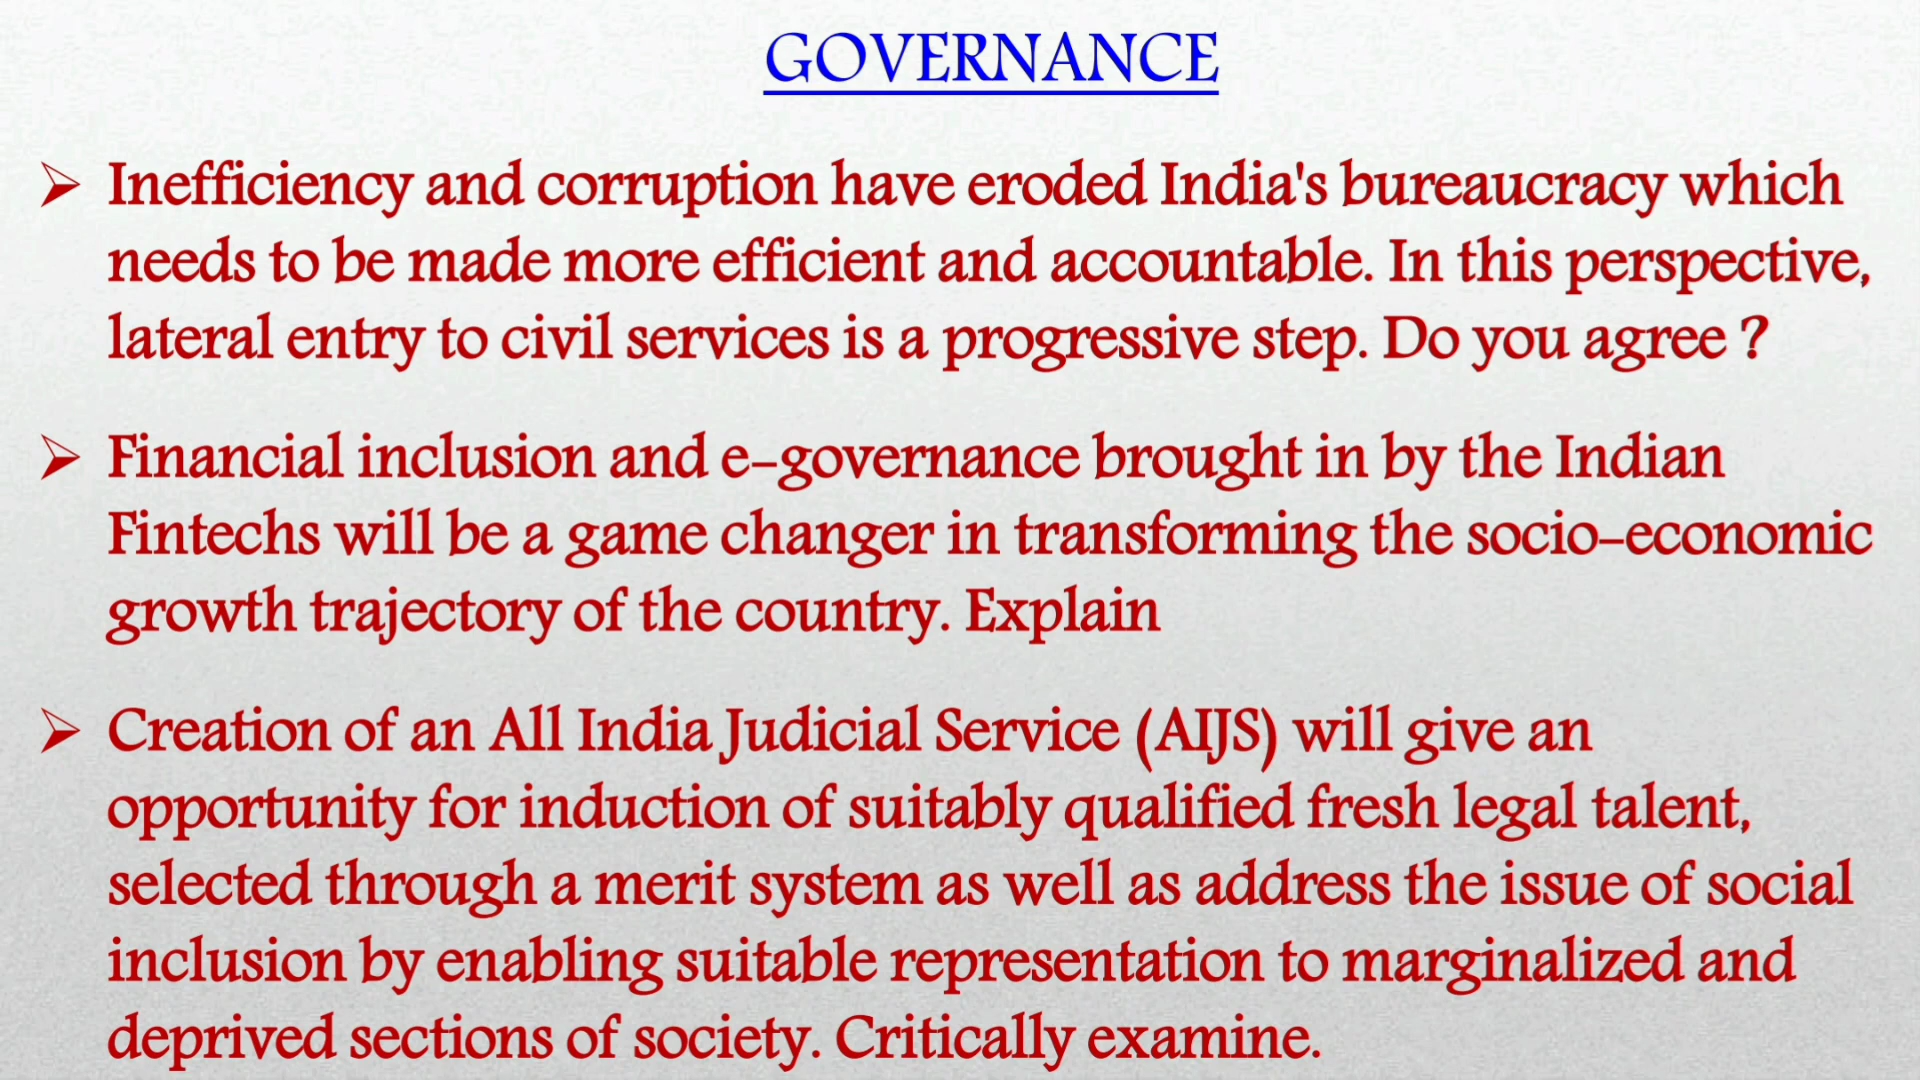 GOVERNANCE
➢ Inefficiency and corruption have eroded India's bureaucracy which
needs to be made more efficient and accountable. In this perspective,
lateral entry to civil services is a progressive step. Do you agree ?
➢ Financial inclusion and e-governance brought in by the Indian
Fintechs will be a game changer in transforming the socio-economic
growth trajectory of the country. Explain
➢ Creation of an All India Judicial Service (AIJS) will give an
opportunity for induction of suitably qualified fresh legal talent,
selected through a merit system as well as address the issue of social
inclusion by enabling suitable representation to marginalized and
deprived sections of society. Critically examine.